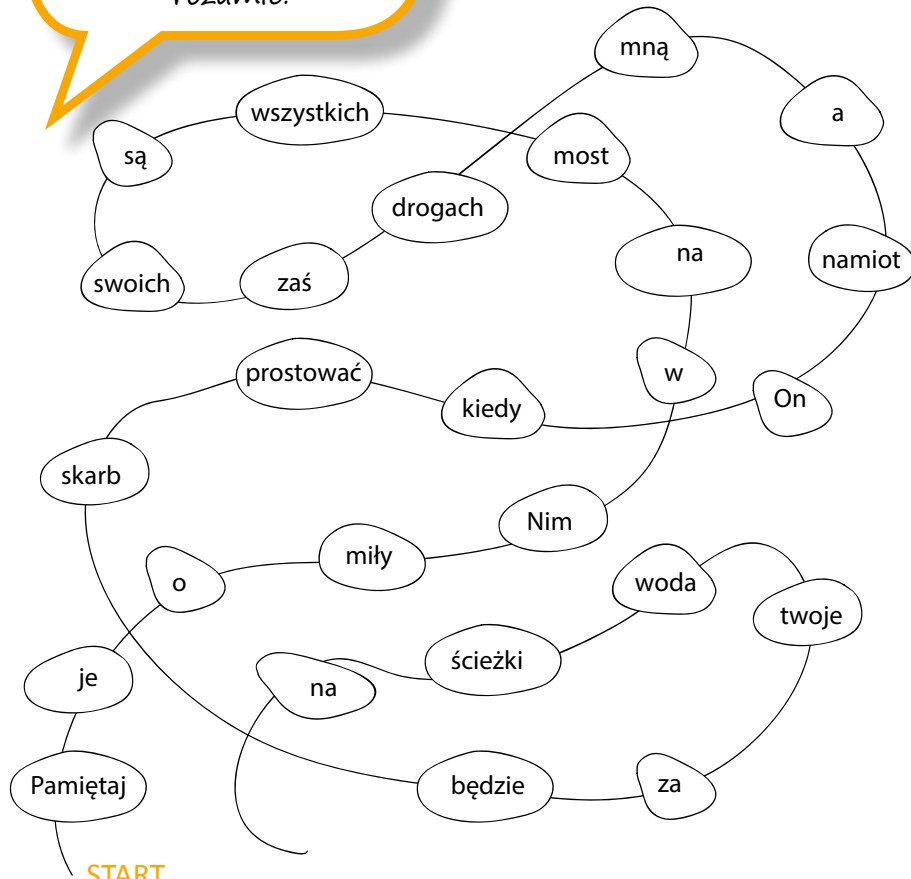 rozumie!
mną
a
wszystkich
są
most
drogach
na
namiot
swoich
zaś
prostować
w
kiedy
On
skarb
Nim
miły
o
woda
twoje
ścieżki
je
na
Pamiętaj
będzie
za
START